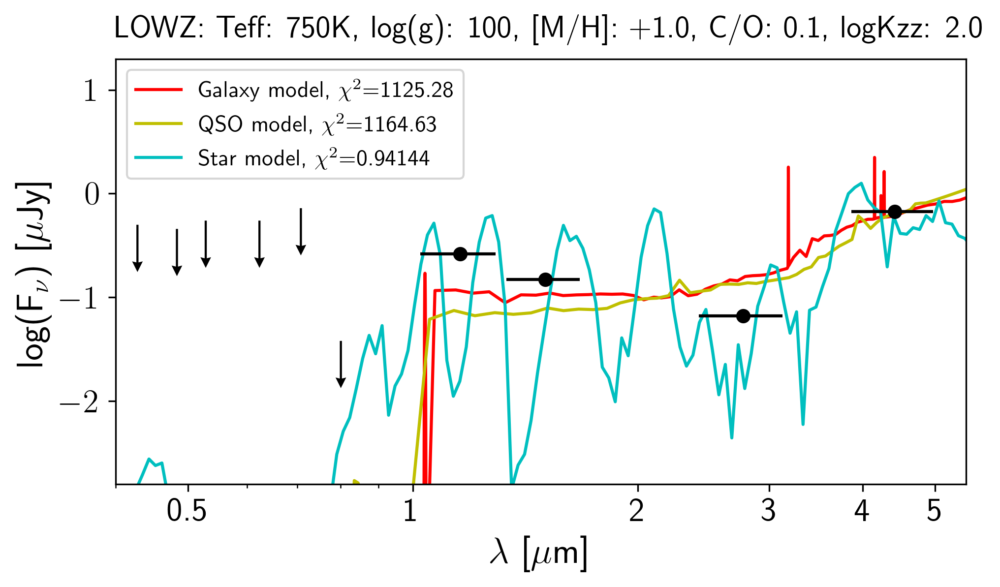 LOWZ: Teff: 750K, log(g): 100, [M/H]: +1.0, C/O: 0.1, logKzz: 2.0
Galaxy model, χ²=1125.28
QSO model, χ²=1164.63
Star model, χ²=0.94144
log(Fν) [μJy]
1
0
−1
−2
0.5
1
2
3
4
5
λ [μm]